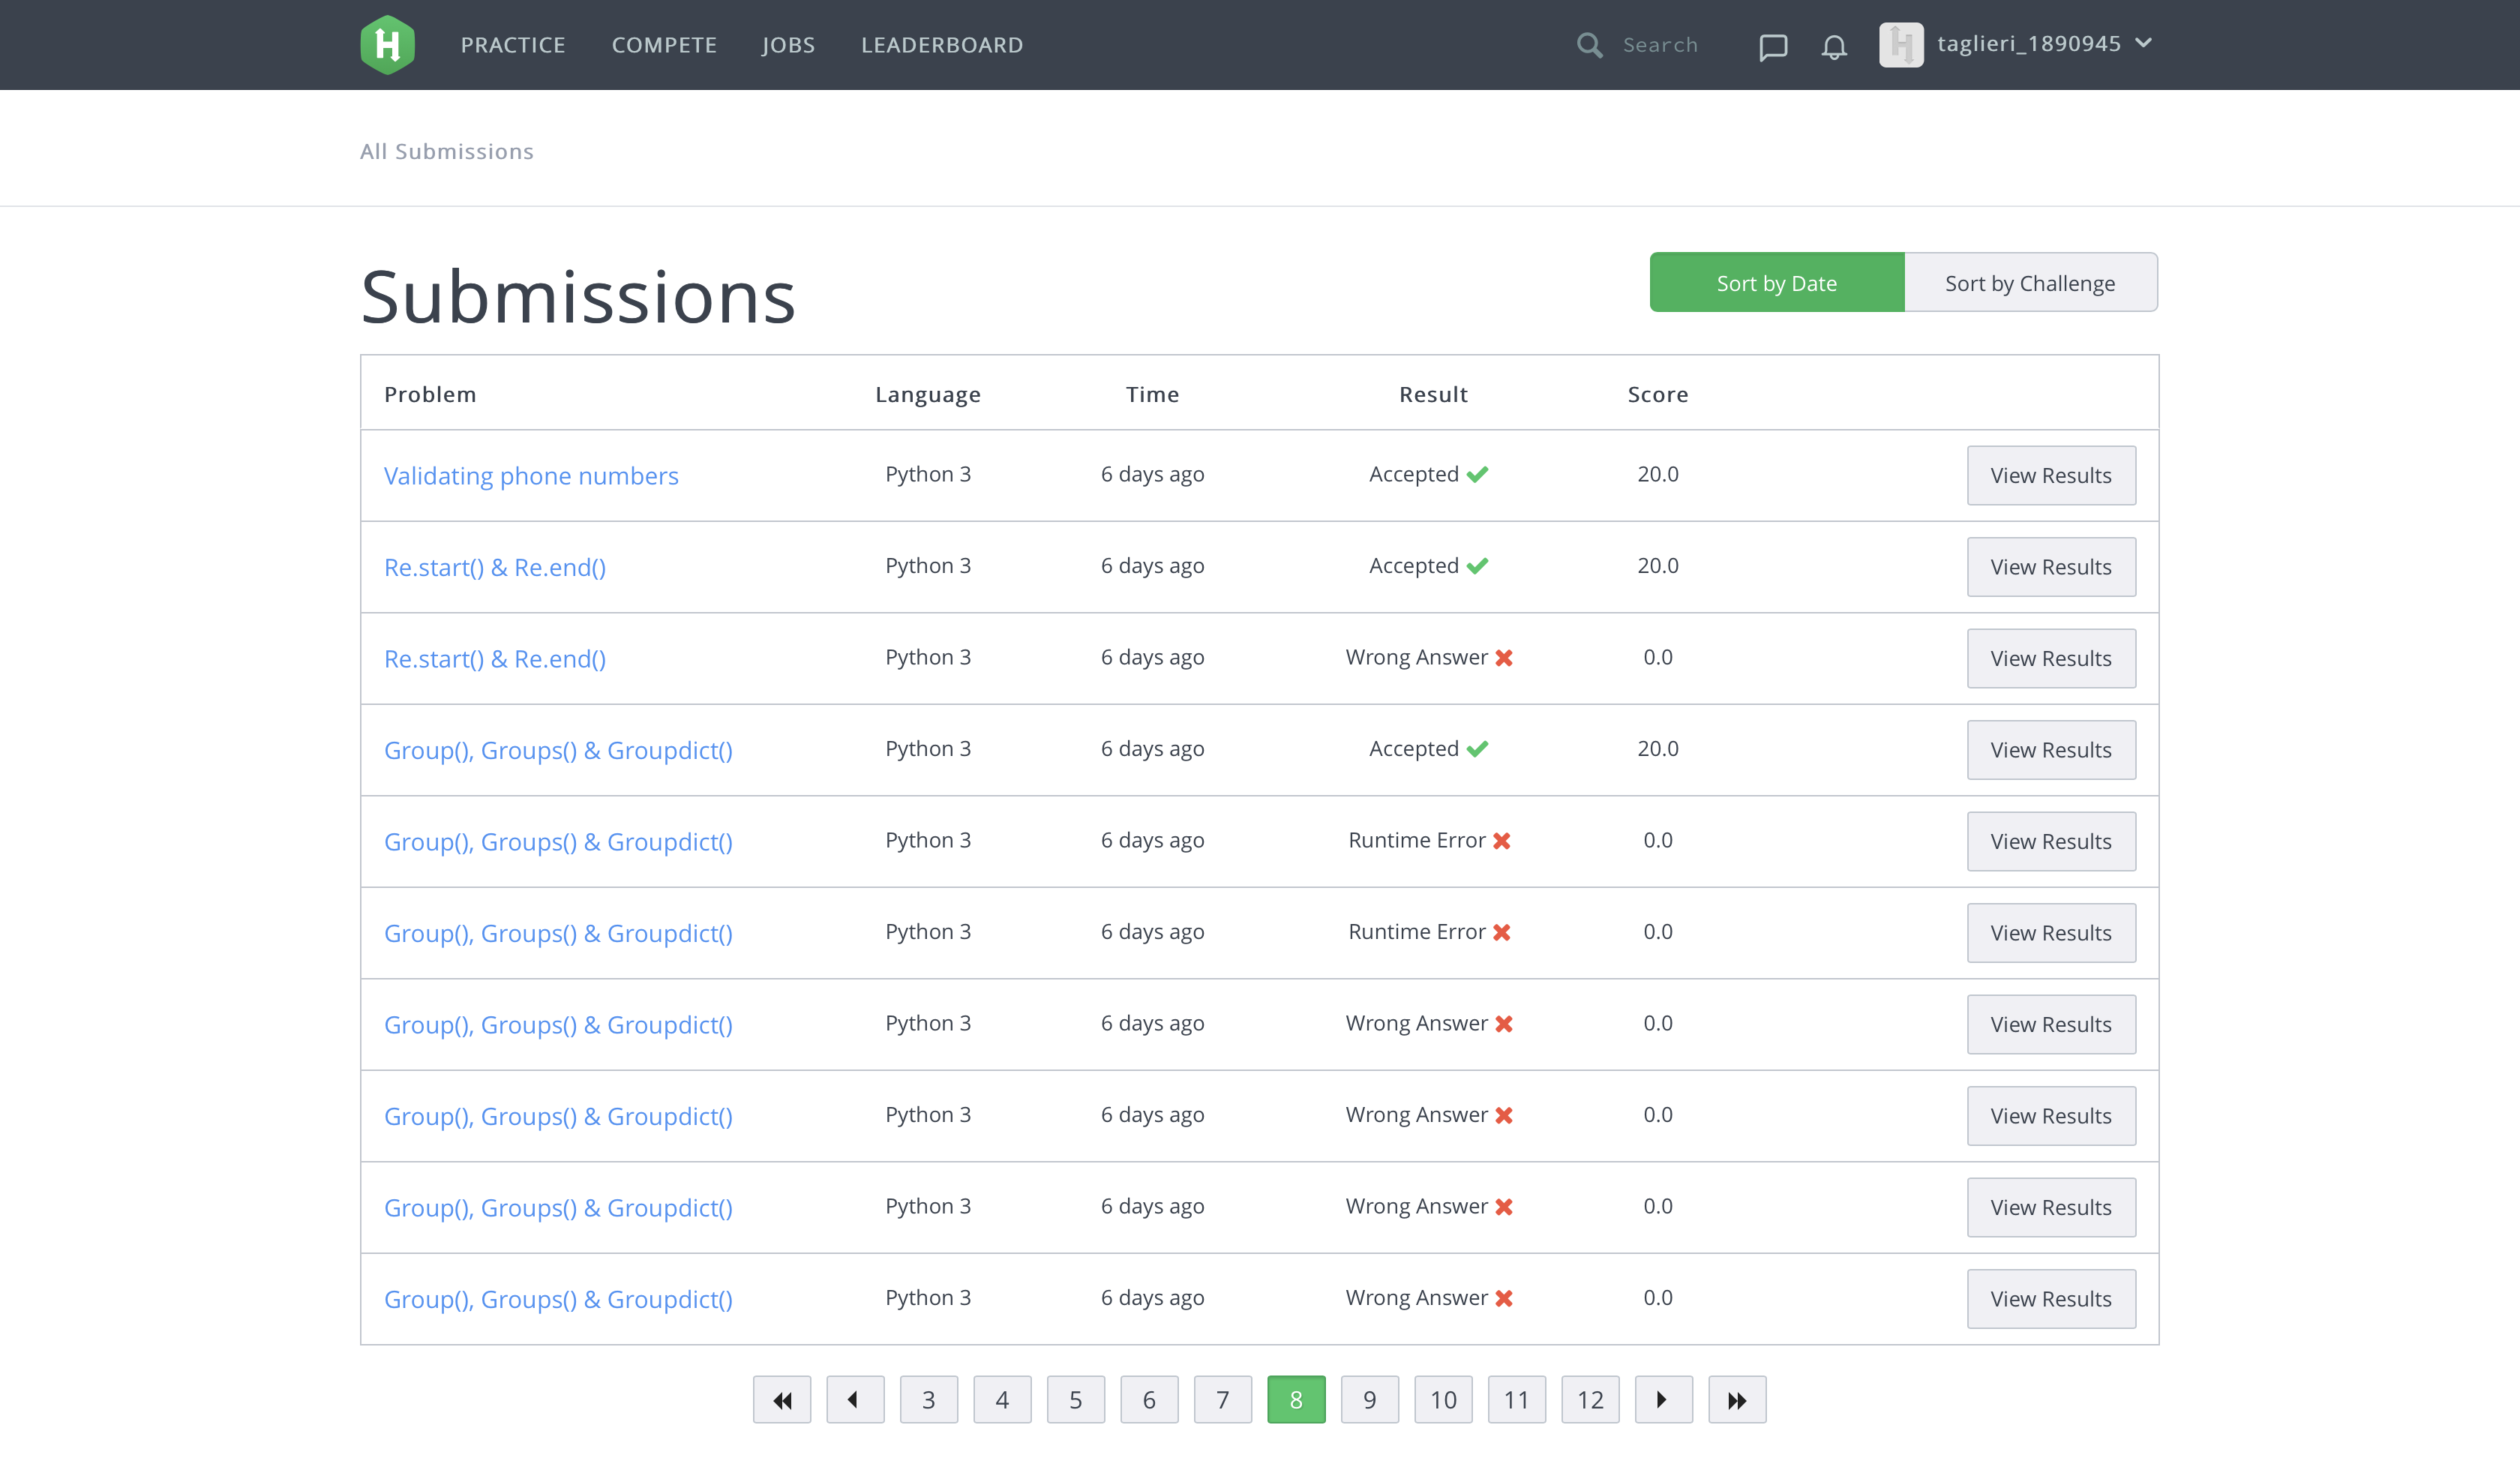 H PRACTICE COMPETE JOBS LEADERBOARD Search H taglieri_1890945
All Submissions
Submissions
Sort by Date Sort by Challenge
Problem Language Time Result Score
Validating phone numbers Python 3 6 days ago Accepted 20.0 View Results
Re.start() & Re.end() Python 3 6 days ago Accepted 20.0 View Results
Re.start() & Re.end() Python 3 6 days ago Wrong Answer 0.0 View Results
Group(), Groups() & Groupdict() Python 3 6 days ago Accepted 20.0 View Results
Group(), Groups() & Groupdict() Python 3 6 days ago Runtime Error 0.0 View Results
Group(), Groups() & Groupdict() Python 3 6 days ago Runtime Error 0.0 View Results
Group(), Groups() & Groupdict() Python 3 6 days ago Wrong Answer 0.0 View Results
Group(), Groups() & Groupdict() Python 3 6 days ago Wrong Answer 0.0 View Results
Group(), Groups() & Groupdict() Python 3 6 days ago Wrong Answer 0.0 View Results
Group(), Groups() & Groupdict() Python 3 6 days ago Wrong Answer 0.0 View Results
3 4 5 6 7 8 9 10 11 12